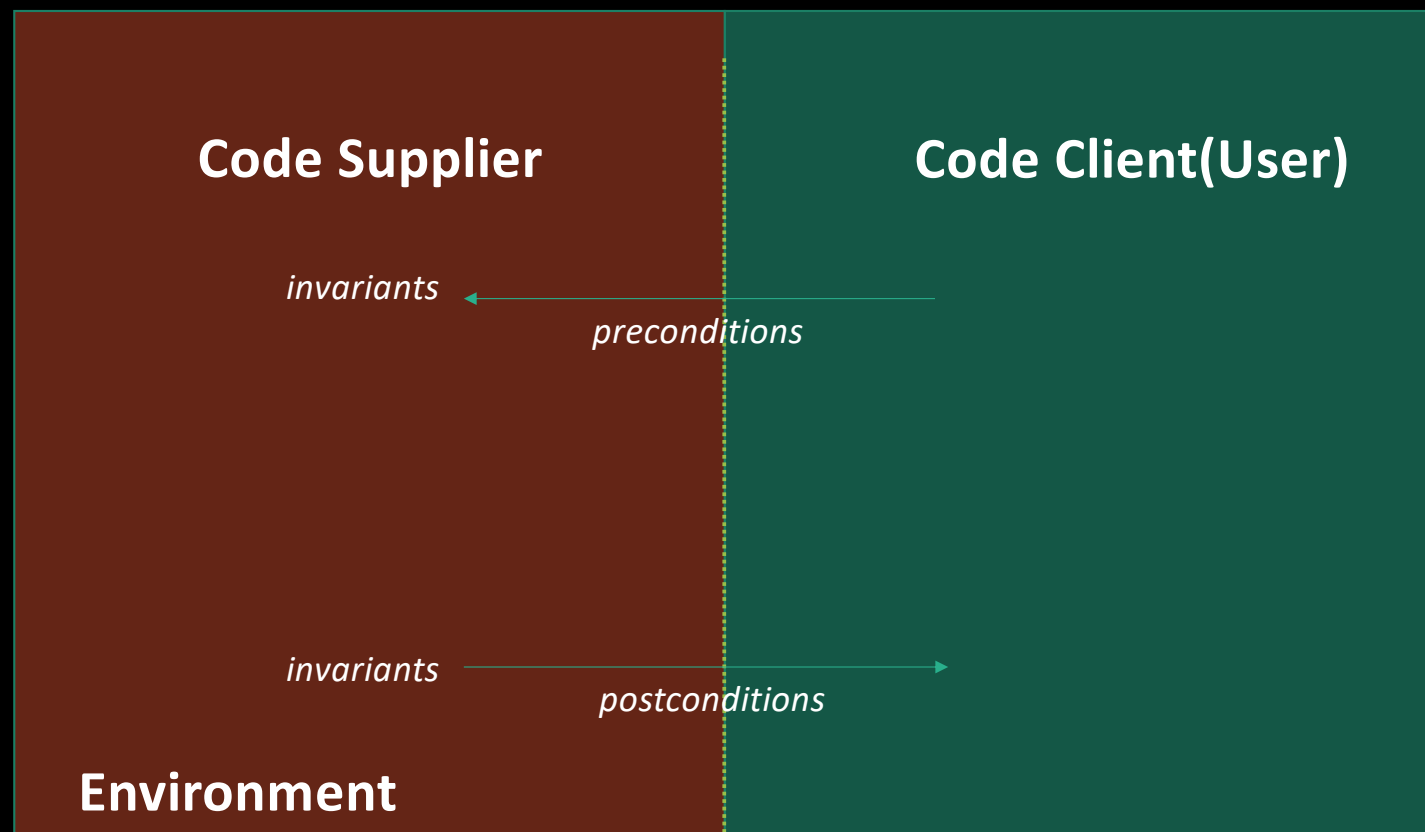 Code Supplier
Code Client(User)
invariants
preconditions
invariants
postconditions
Environment